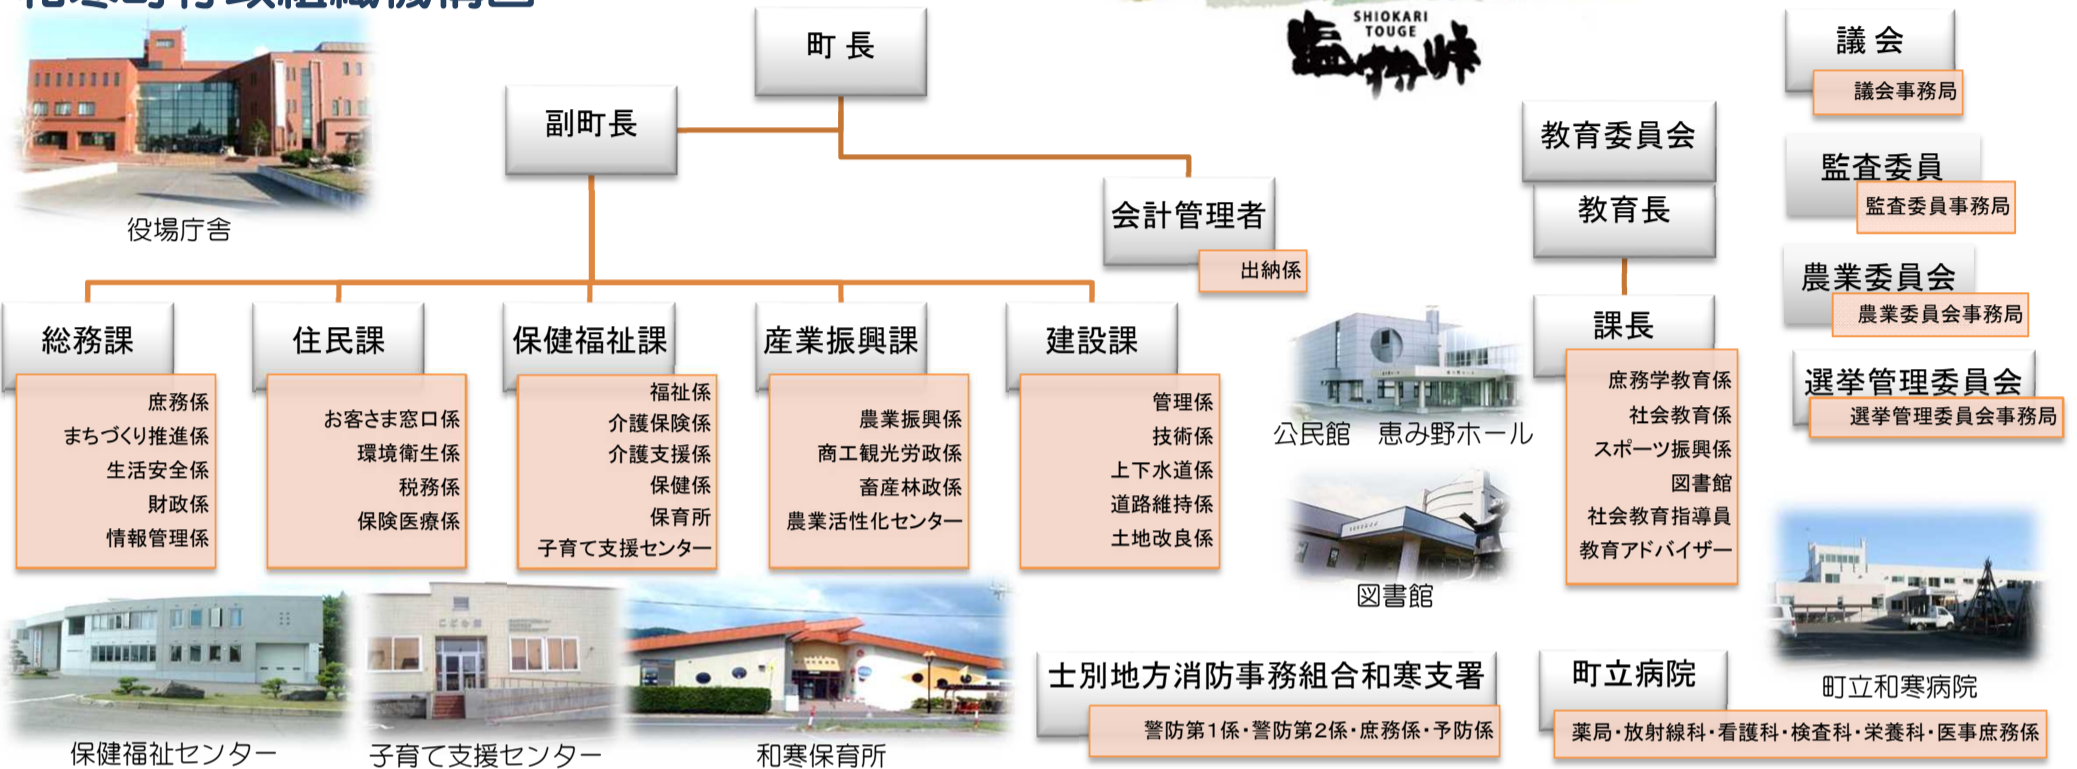 和寒町行政組織機構図
SHIOKARI
TOUGE
塩狩峠
町長
副町長
会計管理者
出納係
役場庁舎
総務課
庶務係
まちづくり推進係
生活安全係
財政係
情報管理係
住民課
お客さま窓口係
環境衛生係
税務係
保険医療係
保健福祉課
福祉係
介護保険係
介護支援係
保健係
保育所
子育て支援センター
産業振興課
農業振興係
商工観光労政係
畜産林政係
農業活性化センター
建設課
管理係
技術係
上下水道係
道路維持係
土地改良係
教育委員会
教育長
課長
庶務学教育係
社会教育係
スポーツ振興係
図書館
社会教育指導員
教育アドバイザー
議会
議会事務局
監査委員
監査委員事務局
農業委員会
農業委員会事務局
選挙管理委員会
選挙管理委員会事務局
公民館 恵み野ホール
図書館
保健福祉センター
子育て支援センター
和寒保育所
士別地方消防事務組合和寒支署
警防第1係・警防第2係・庶務係・予防係
町立病院
薬局・放射線科・看護科・検査科・栄養科・医事庶務係
町立和寒病院